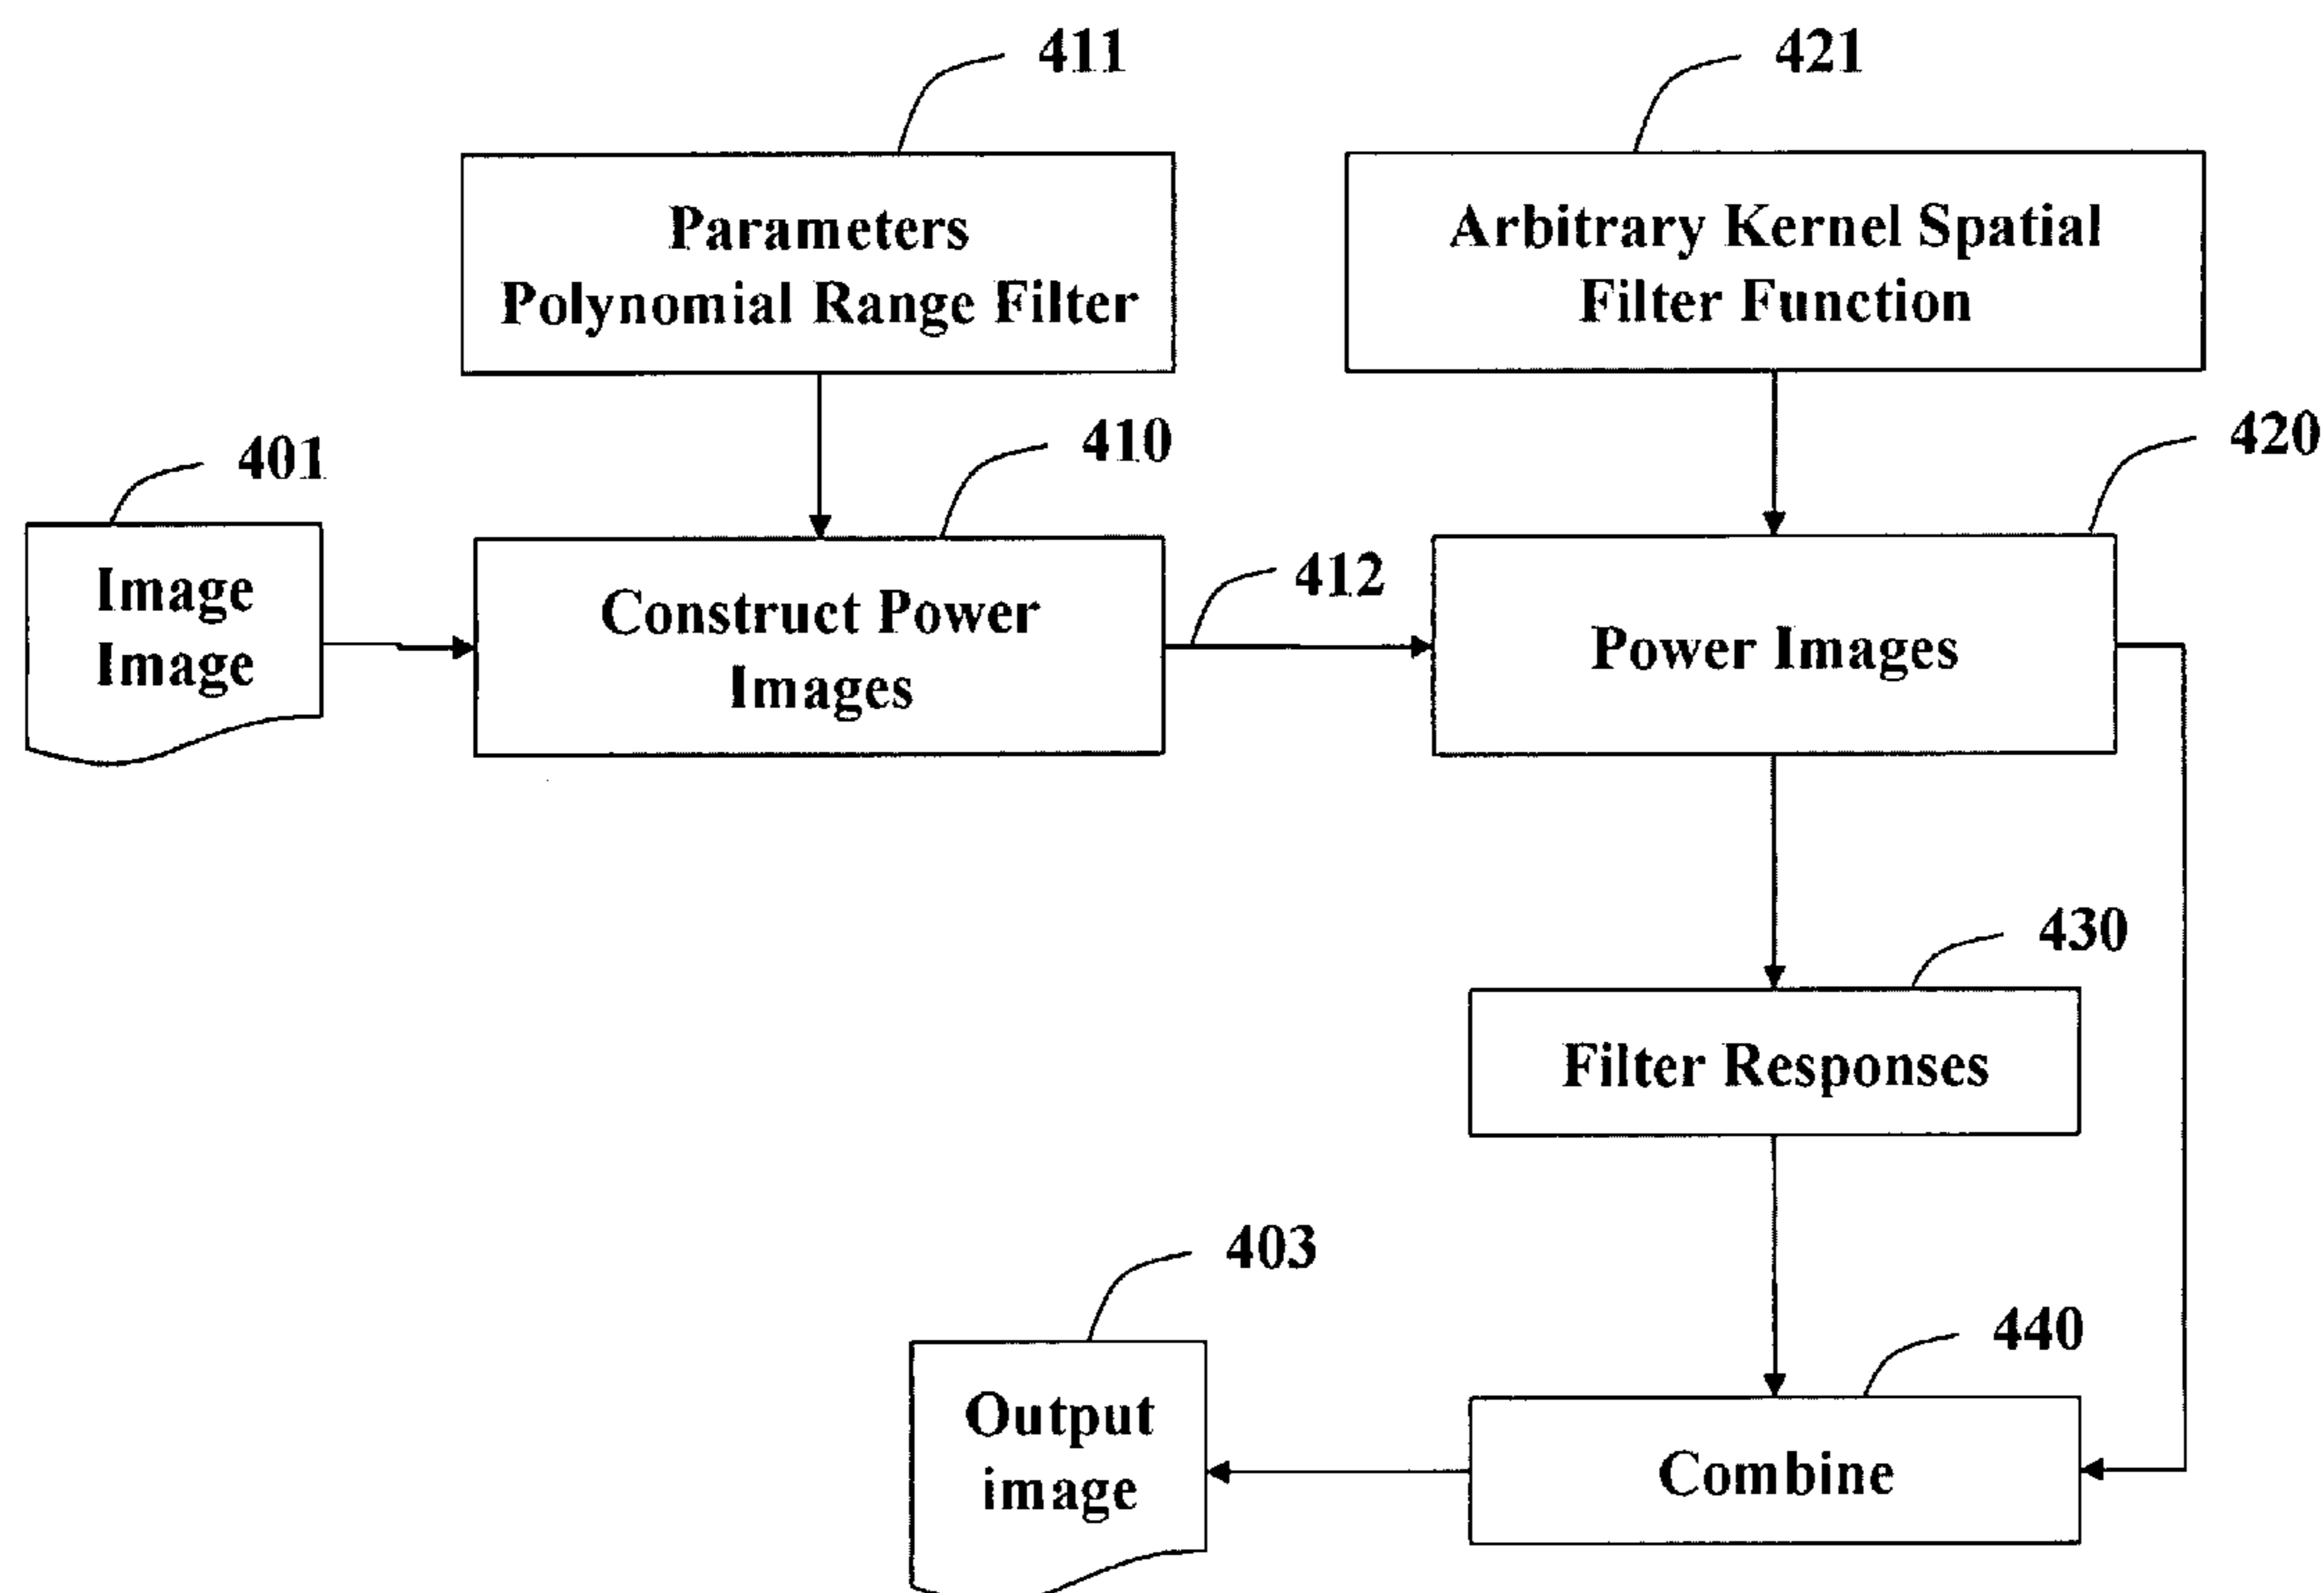 411
421
Parameters
Polynomial Range Filter
Arbitrary Kernel Spatial
Filter Function
401
410
420
Image
Image
Construct Power
Images
412
Power Images
430
Filter Responses
403
440
Output
image
Combine